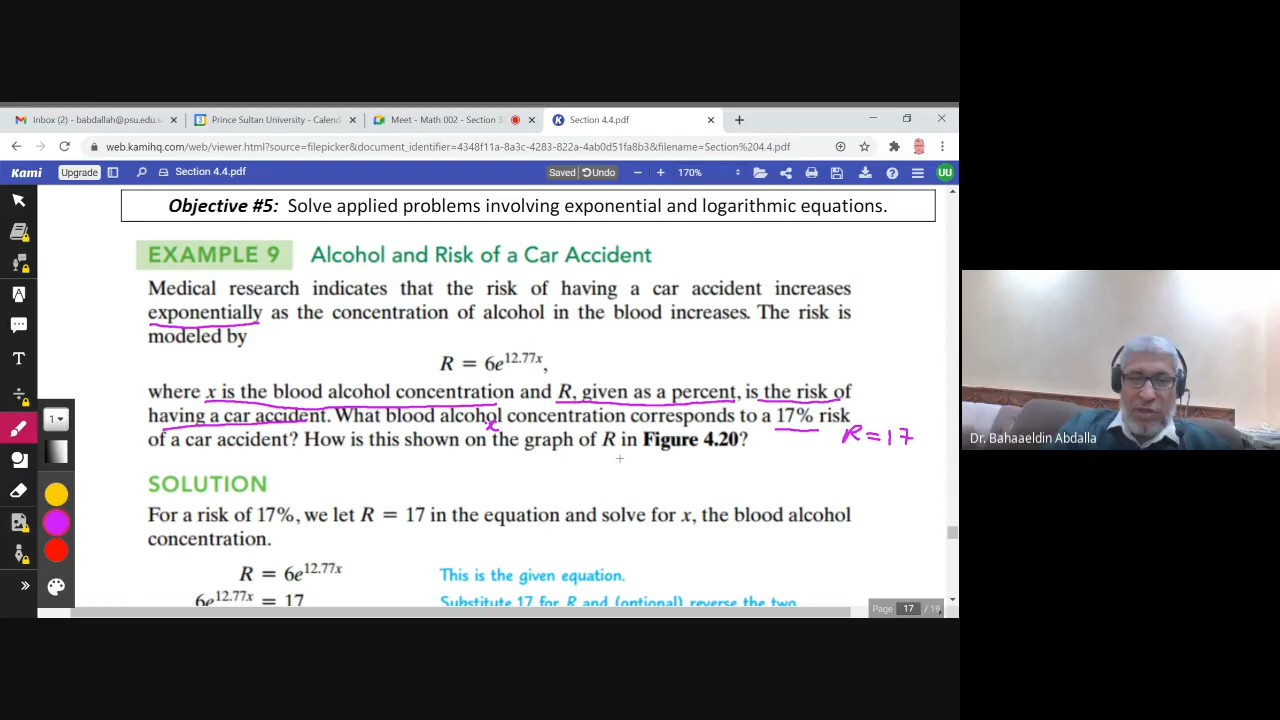 Inbox (2) - babdallah@psu.edu.s
Prince Sultan University - Calend
Meet - Math 002 - Section 3
Section 4.4.pdf
web.kamihq.com/web/viewer.html?source=filepicker&document_identifier=4348f11a-8a3c-4283-822a-4ab0d51fa8b3&filename=Section%204.4.pdf
Kami Upgrade Section 4.4.pdf Saved Undo 170% UU
Objective #5: Solve applied problems involving exponential and logarithmic equations.
EXAMPLE 9 Alcohol and Risk of a Car Accident
Medical research indicates that the risk of having a car accident increases
exponentially as the concentration of alcohol in the blood increases. The risk is
modeled by
R = 6e^12.77x,
where x is the blood alcohol concentration and R, given as a percent, is the risk of
having a car accident. What blood alcohol concentration corresponds to a 17% risk
x
of a car accident? How is this shown on the graph of R in Figure 4.20?
R = 17
SOLUTION
For a risk of 17%, we let R = 17 in the equation and solve for x, the blood alcohol
concentration.
R = 6e^12.77x This is the given equation.
6e^12.77x = 17 Substitute 17 for R and (optional) reverse the two
Page 17 / 19
Dr. Bahaaeldin Abdalla